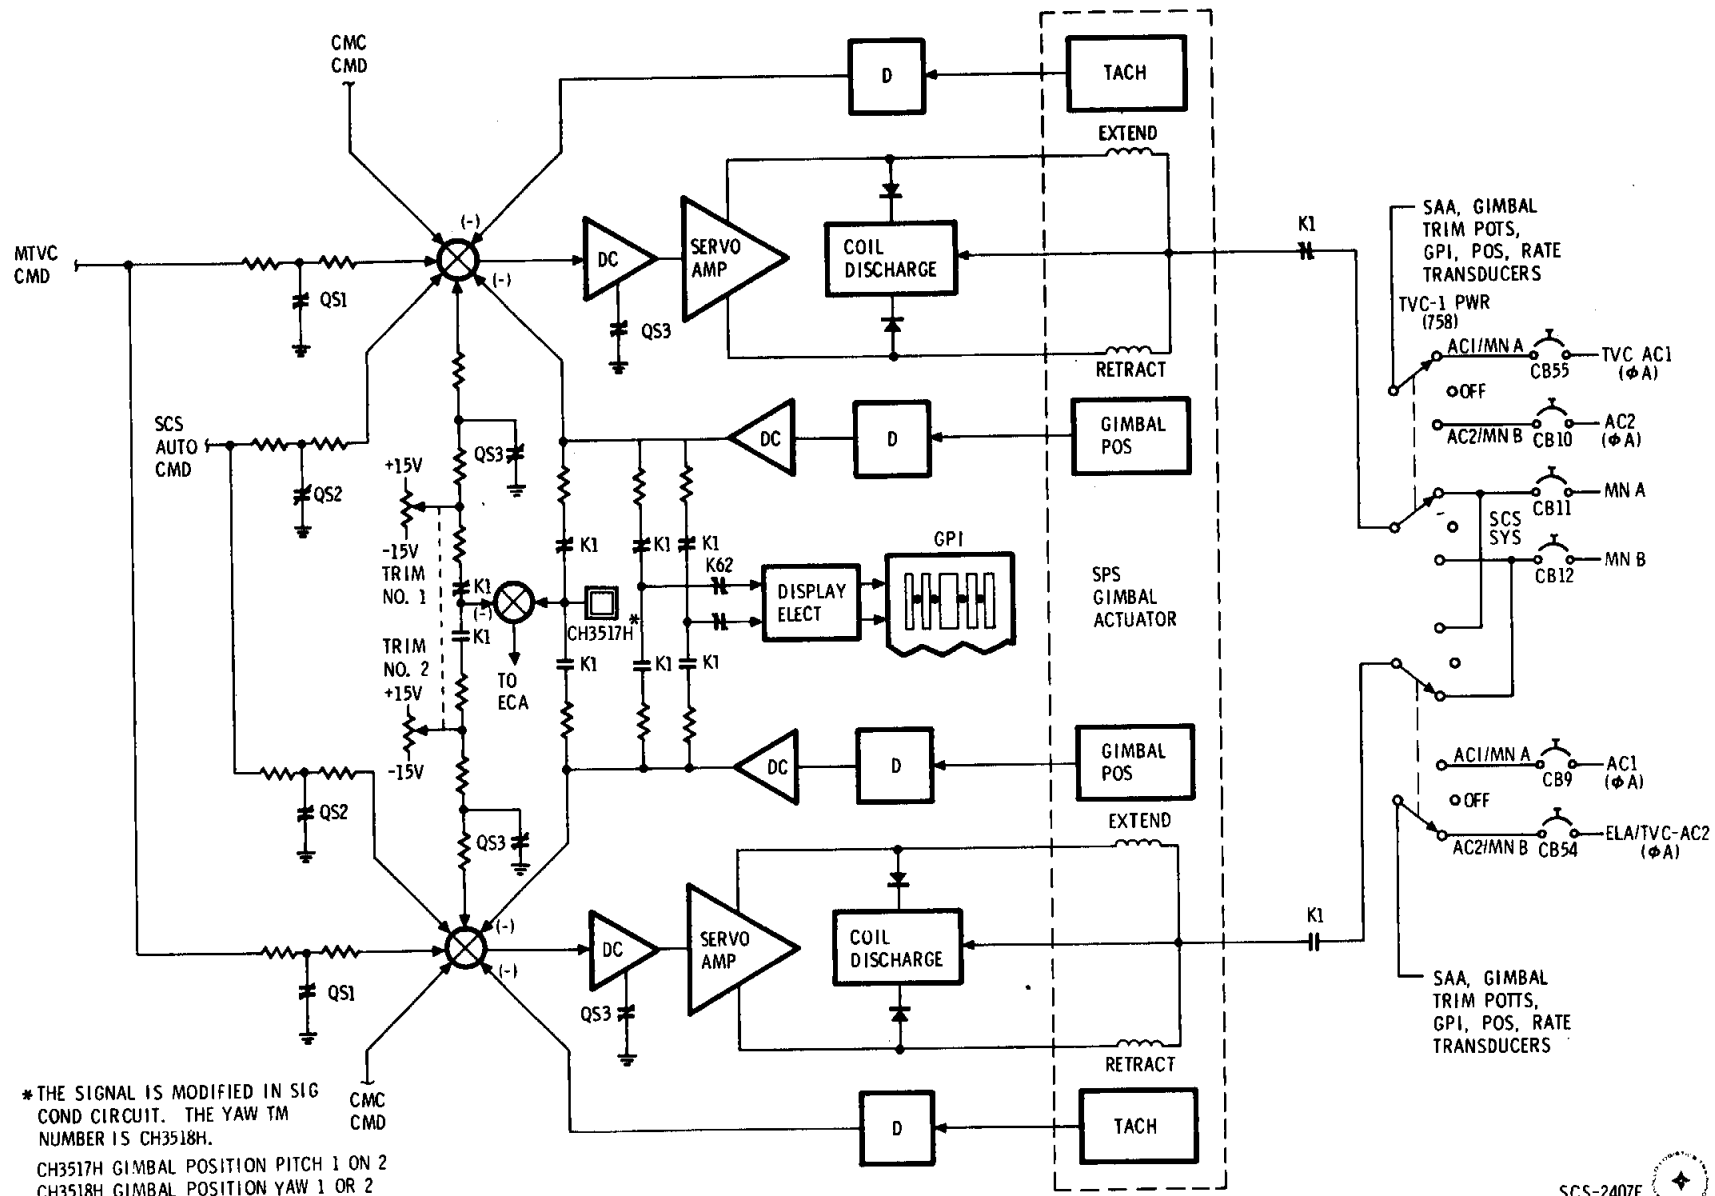 CMC
CMD
D
TACH
EXTEND
(-)
MTVC
CMD
QS1
(-)
DC
QS3
SERVO
AMP
COIL
DISCHARGE
RETRACT
K1
SAA, GIMBAL
TRIM POTS,
GPI, POS, RATE
TRANSDUCERS
TVC-1 PWR
(758)
AC1/MN A
CB55
TVC AC1
(ΦA)
OFF
AC2/MN B
CB10
AC2
(ΦA)
SCS
AUTO
CMD
QS2
QS3
DC
D
GIMBAL
POS
+15V
-15V
TRIM
NO. 1
K1
(-)
K1
TRIM
NO. 2
+15V
-15V
TO
ECA
K1
K1
K1
K62
CH3517H *
K1
K1
K1
DISPLAY
ELECT
GPI
SPS
GIMBAL
ACTUATOR
MN A
CB11
SCS
SYS
MN B
CB12
QS2
QS3
DC
D
GIMBAL
POS
EXTEND
AC1/MN A
CB9
AC1
(ΦA)
OFF
AC2/MN B
CB54
ELA/TVC-AC2
(ΦA)
QS1
(-)
(-)
DC
QS3
SERVO
AMP
COIL
DISCHARGE
RETRACT
K1
SAA, GIMBAL
TRIM POTTS,
GPI, POS, RATE
TRANSDUCERS
CMC
CMD
D
TACH
* THE SIGNAL IS MODIFIED IN SIG
COND CIRCUIT. THE YAW TM
NUMBER IS CH3518H.
CH3517H GIMBAL POSITION PITCH 1 ON 2
CH3518H GIMBAL POSITION YAW 1 OR 2
SCS-2407F